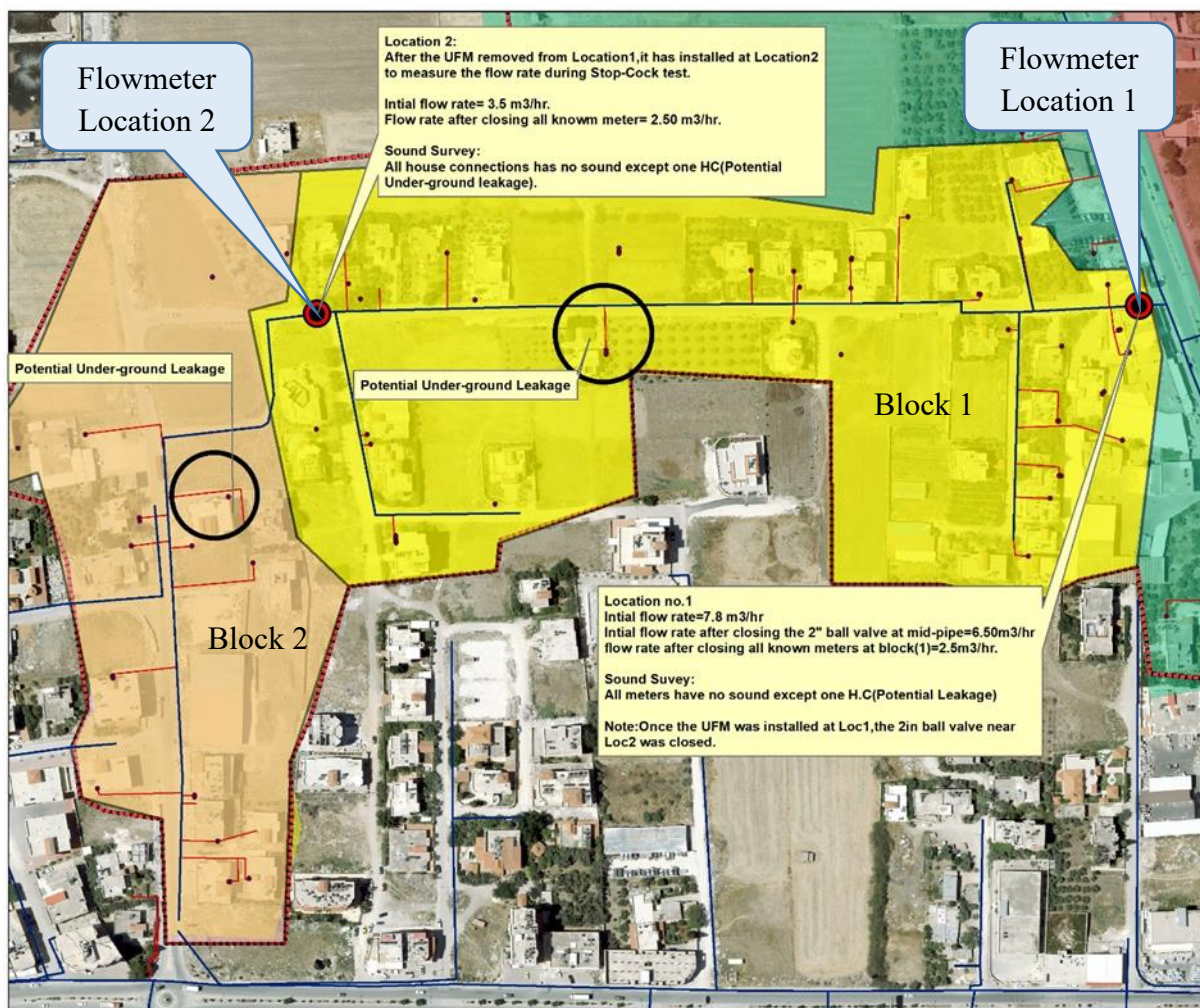 Flowmeter
Location 2
Location 2:
After the UFM removed from Location1,it has installed at Location2
to measure the flow rate during Stop-Cock test.
Intial flow rate= 3.5 m3/hr.
Flow rate after closing all knowm meter= 2.50 m3/hr.
Sound Survey:
All house connections has no sound except one HC(Potential
Under-ground leakage).
Flowmeter
Location 1
Potential Under-ground Leakage
Potential Under-ground Leakage
Block 1
Block 2
Location no.1
Intial flow rate=7.8 m3/hr
Intial flow rate after closing the 2" ball valve at mid-pipe=6.50m3/hr
flow rate after closing all known meters at block(1)=2.5m3/hr.
Sound Suvey:
All meters have no sound except one H.C(Potential Leakage)
Note:Once the UFM was installed at Loc1,the 2in ball valve near
Loc2 was closed.